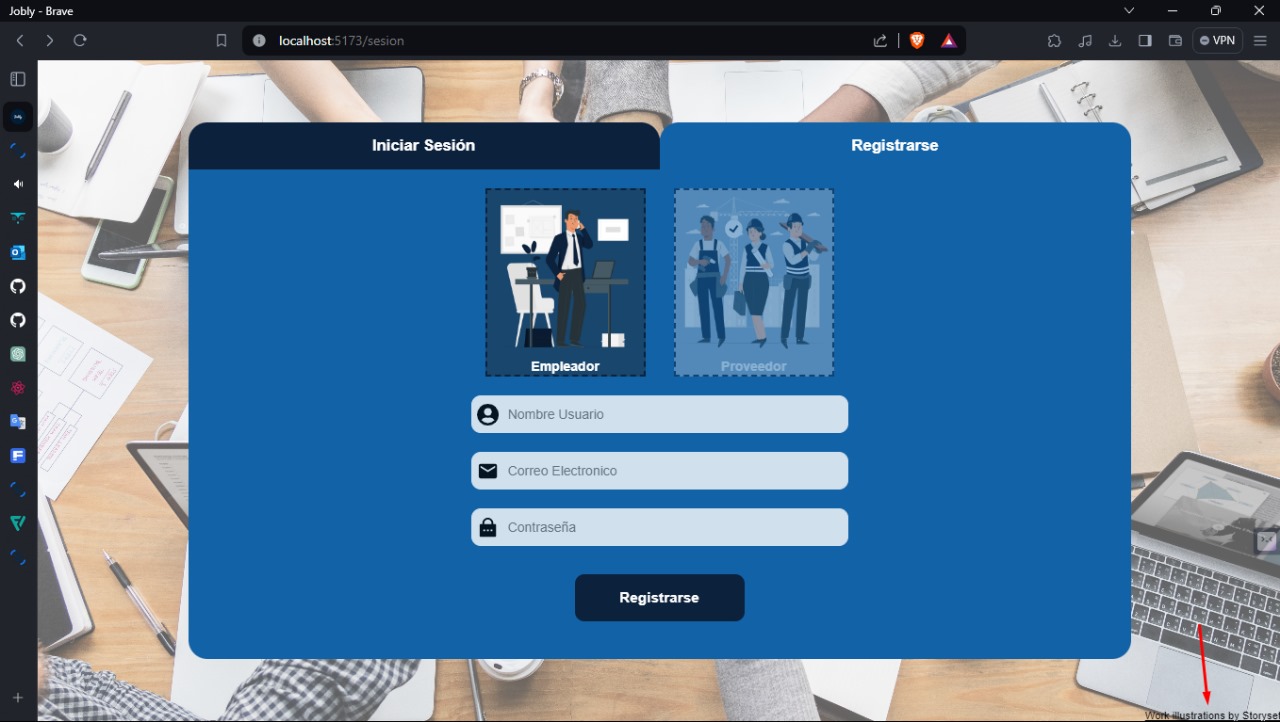 Jobly - Brave
localhost:5173/sesion
VPN
Iniciar Sesión
Registrarse
Empleador
Proveedor
Nombre Usuario
Correo Electronico
Contraseña
Registrarse
Work illustrations by Storyset